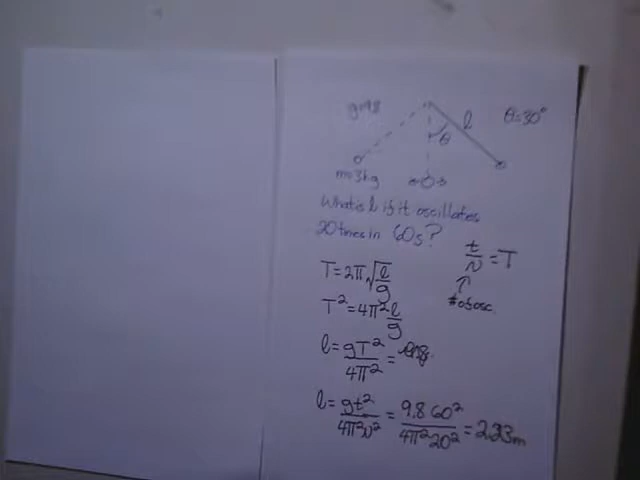 g=9.8
θ=30°
l
θ
m=3kg
What is l if it oscillates
20 times in 60s?
t/N = T
# of osc.
T=2π√(l/g)
T²=4π² l/g
l = gT²/4π² =
l = gt²/4π²N² = 9.8 60²/4π²20² = 2.23m